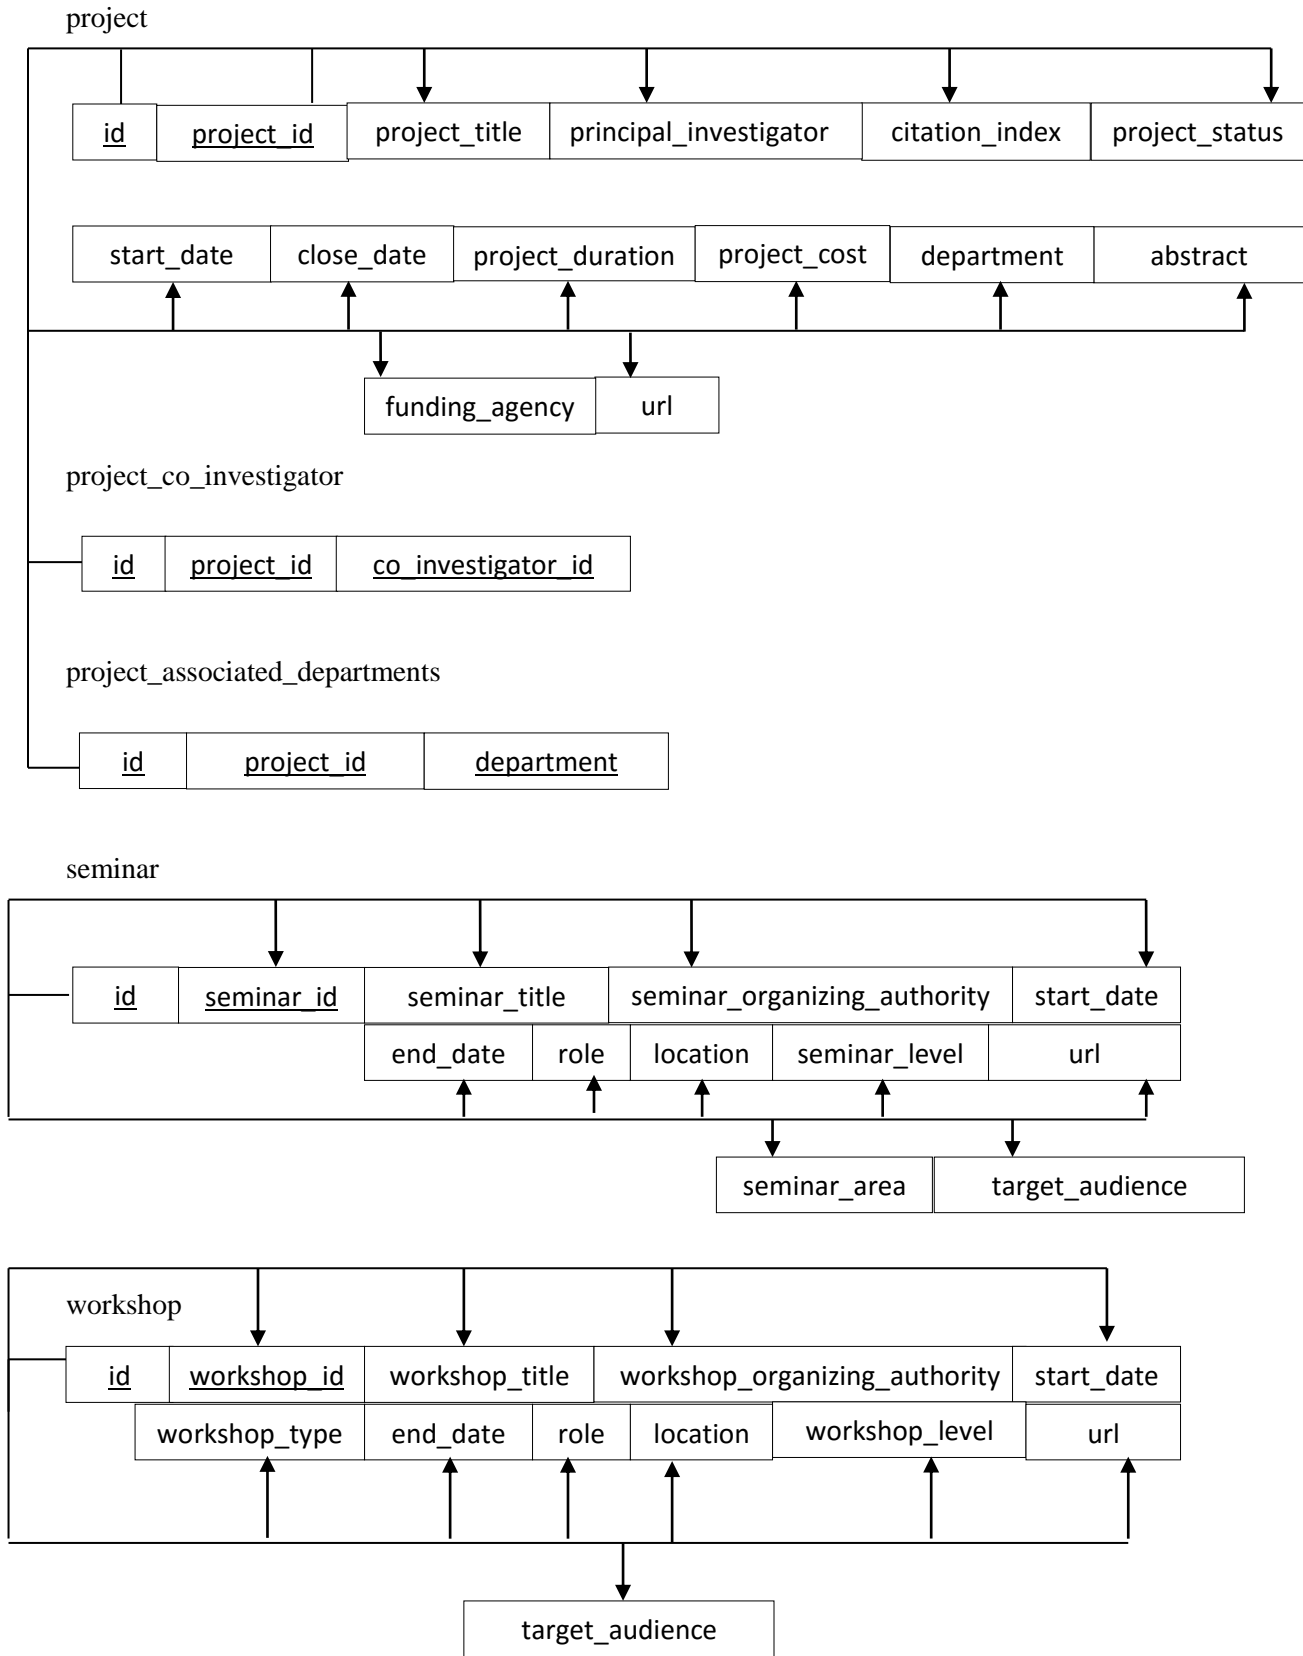 project
id project_id project_title principal_investigator citation_index project_status
start_date close_date project_duration project_cost department abstract
funding_agency url
project_co_investigator
id project_id co_investigator_id
project_associated_departments
id project_id department
seminar
id seminar_id seminar_title seminar_organizing_authority start_date
end_date role location seminar_level url
seminar_area target_audience
workshop
id workshop_id workshop_title workshop_organizing_authority start_date
workshop_type end_date role location workshop_level url
target_audience